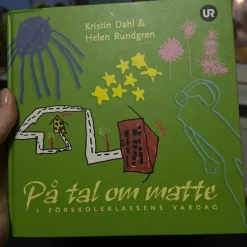 Kristin Dahl &
Helen Rundgren
UR
På tal om matte
I FÖRSKOLEKLASSENS VARDAG